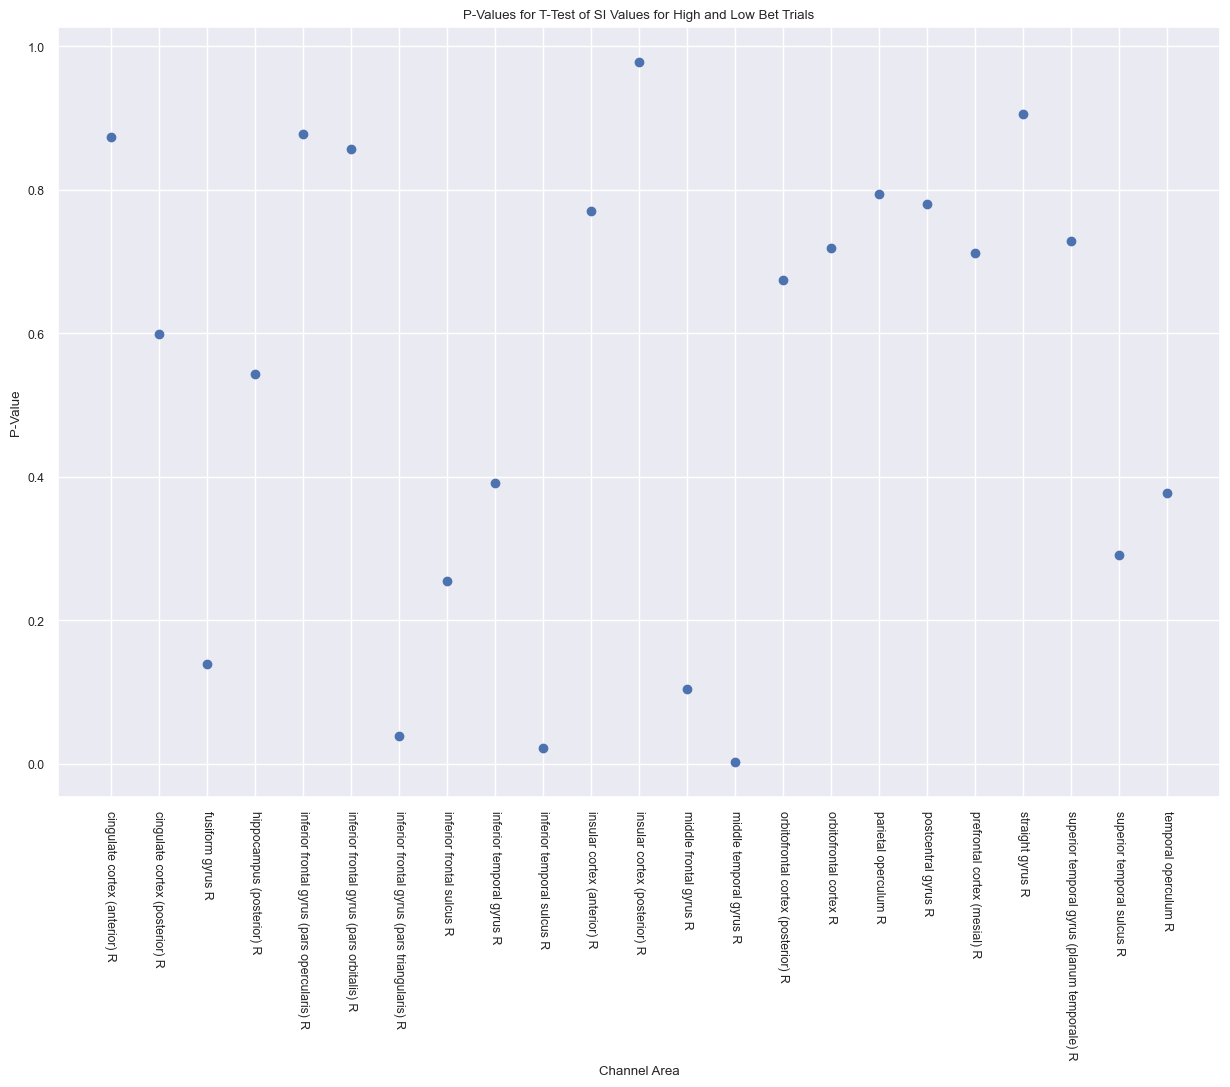 P-Values for T-Test of SI Values for High and Low Bet Trials
1.0
0.8
0.6
0.4
0.2
0.0
P-Value
cingulate cortex (anterior) R
cingulate cortex (posterior) R
fusiform gyrus R
hippocampus (posterior) R
inferior frontal gyrus (pars opercularis) R
inferior frontal gyrus (pars orbitalis) R
inferior frontal gyrus (pars triangularis) R
inferior frontal sulcus R
inferior temporal gyrus R
inferior temporal sulcus R
insular cortex (anterior) R
insular cortex (posterior) R
middle frontal gyrus R
middle temporal gyrus R
orbitofrontal cortex (posterior) R
orbitofrontal cortex R
parietal operculum R
postcentral gyrus R
prefrontal cortex (mesial) R
straight gyrus R
superior temporal gyrus (planum temporale) R
superior temporal sulcus R
temporal operculum R
Channel Area